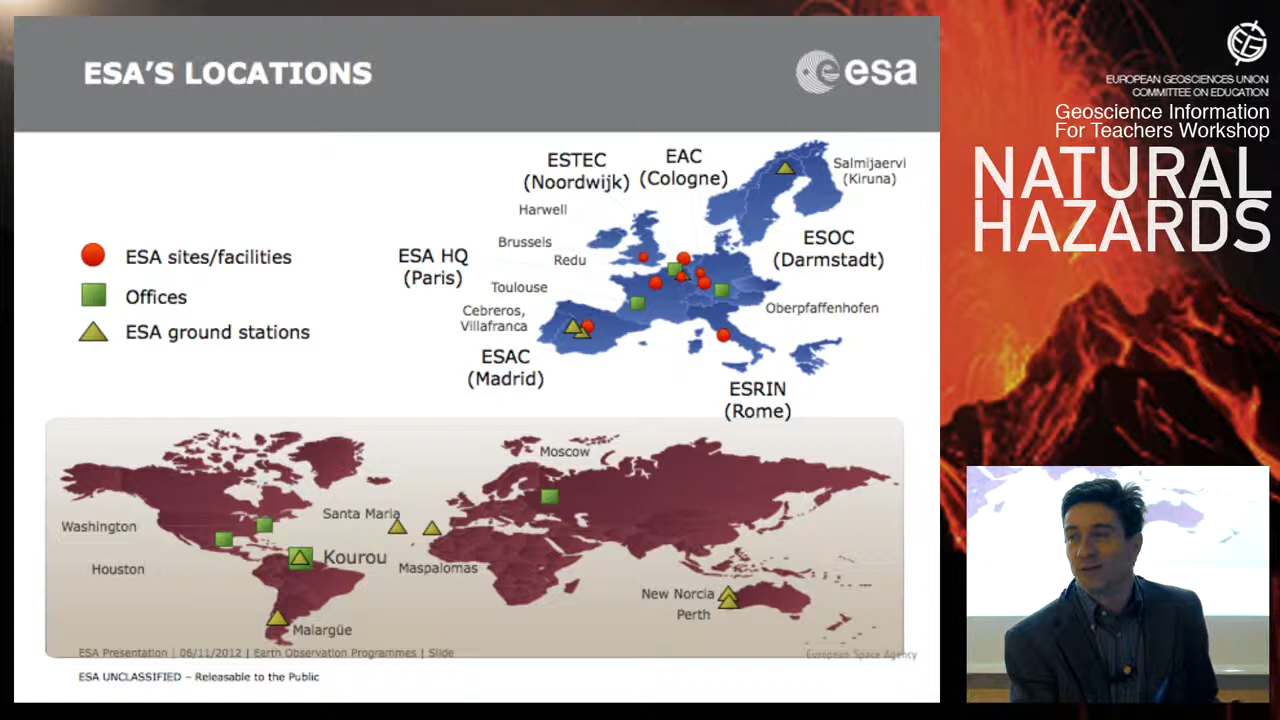 ESA'S LOCATIONS
esa
ESTEC
(Noordwijk)
EAC
(Cologne)
Salmijaervi
(Kiruna)
Harwell
Brussels
Redu
ESA HQ
(Paris)
ESOC
(Darmstadt)
Toulouse
Cebreros,
Villafranca
Oberpfaffenhofen
ESAC
(Madrid)
ESRIN
(Rome)
ESA sites/facilities
Offices
ESA ground stations
Moscow
Washington
Santa Maria
Houston
Kourou
Maspalomas
New Norcia
Perth
Malargüe
ESA Presentation | 06/11/2012 | Earth Observation Programmes | Slide
European Space Agency
ESA UNCLASSIFIED – Releasable to the Public
EGU
EUROPEAN GEOSCIENCES UNION
COMMITTEE ON EDUCATION
Geoscience Information
For Teachers Workshop
NATURAL
HAZARDS